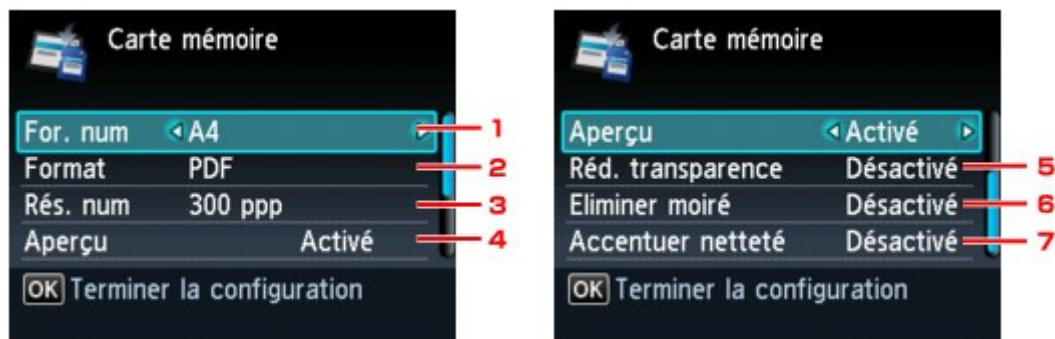 Carte mémoire
For. num A4 1
Format PDF 2
Rés. num 300 ppp 3
Aperçu Activé 4
OK Terminer la configuration
Carte mémoire
Aperçu Activé
Réd. transparence Désactivé 5
Eliminer moiré Désactivé 6
Accentuer netteté Désactivé 7
OK Terminer la configuration